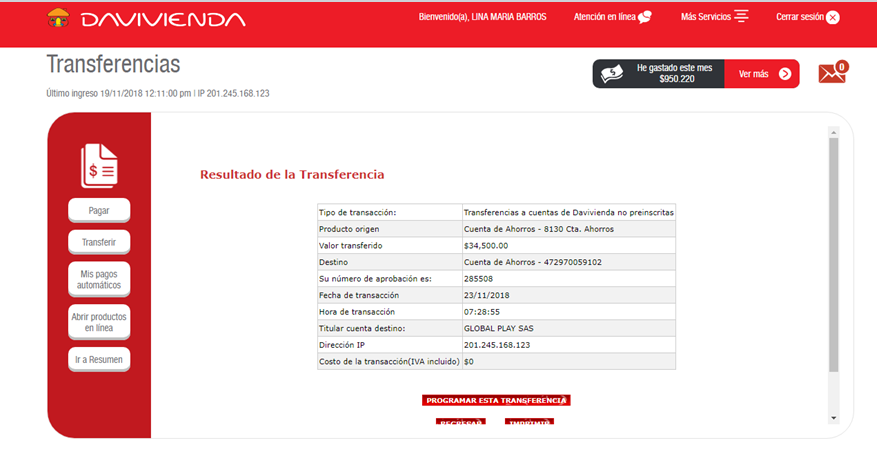 DAVIVIENDA
Bienvenido(a), LINA MARIA BARROS
Atención en línea
Más Servicios
Cerrar sesión
Transferencias
Último ingreso 19/11/2018 12:11:00 pm | IP 201.245.168.123
He gastado este mes
$950.220
Ver más
0
Pagar
Transferir
Mis pagos
automáticos
Abrir productos
en línea
Ir a Resumen
Resultado de la Transferencia
Tipo de transacción: Transferencias a cuentas de Davivienda no preinscritas
Producto origen Cuenta de Ahorros - 8130 Cta. Ahorros
Valor transferido $34,500.00
Destino Cuenta de Ahorros - 472970059102
Su número de aprobación es: 285508
Fecha de transacción 23/11/2018
Hora de transacción 07:28:55
Titular cuenta destino: GLOBAL PLAY SAS
Dirección IP 201.245.168.123
Costo de la transacción(IVA incluido) $0
PROGRAMAR ESTA TRANSFERENCIA
REGRESAR IMPRIMIR